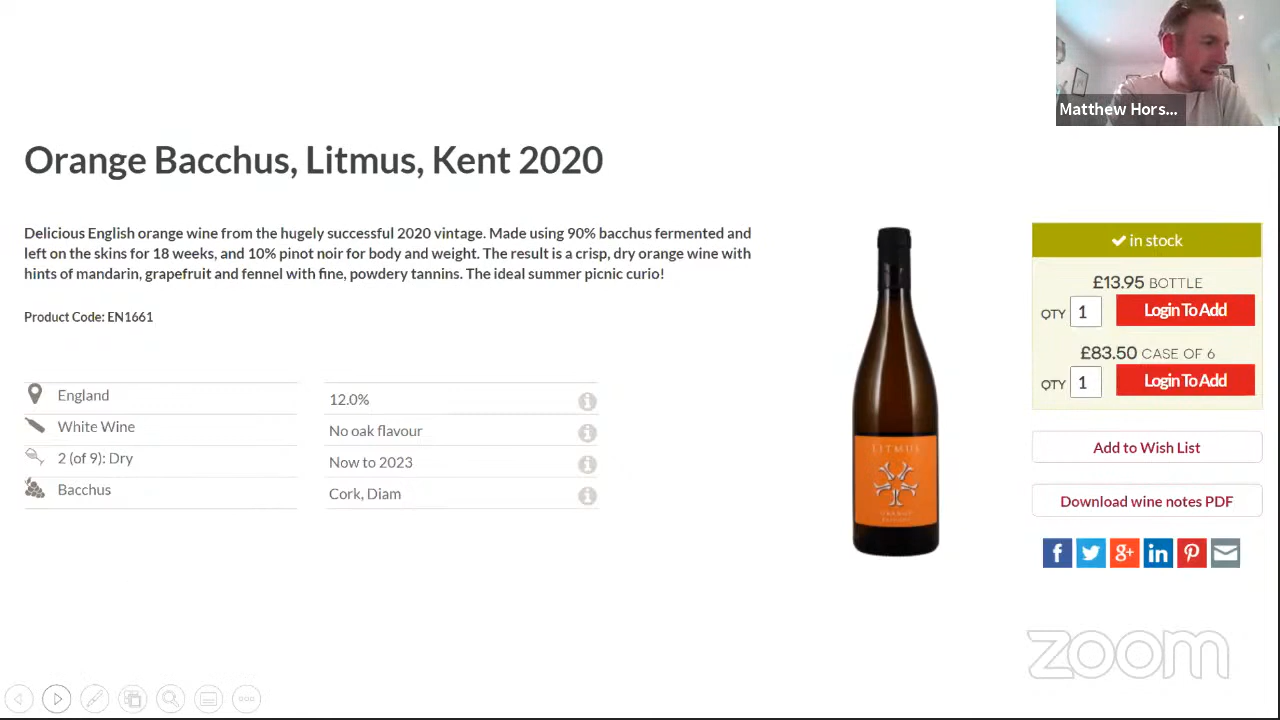 Matthew Hors...
Orange Bacchus, Litmus, Kent 2020
Delicious English orange wine from the hugely successful 2020 vintage. Made using 90% bacchus fermented and
left on the skins for 18 weeks, and 10% pinot noir for body and weight. The result is a crisp, dry orange wine with
hints of mandarin, grapefruit and fennel with fine, powdery tannins. The ideal summer picnic curio!
Product Code: EN1661
England
White Wine
2 (of 9): Dry
Bacchus
12.0%
No oak flavour
Now to 2023
Cork, Diam
LITMUS
in stock
£13.95 BOTTLE
QTY 1 Login To Add
£83.50 CASE OF 6
QTY 1 Login To Add
Add to Wish List
Download wine notes PDF
zoom